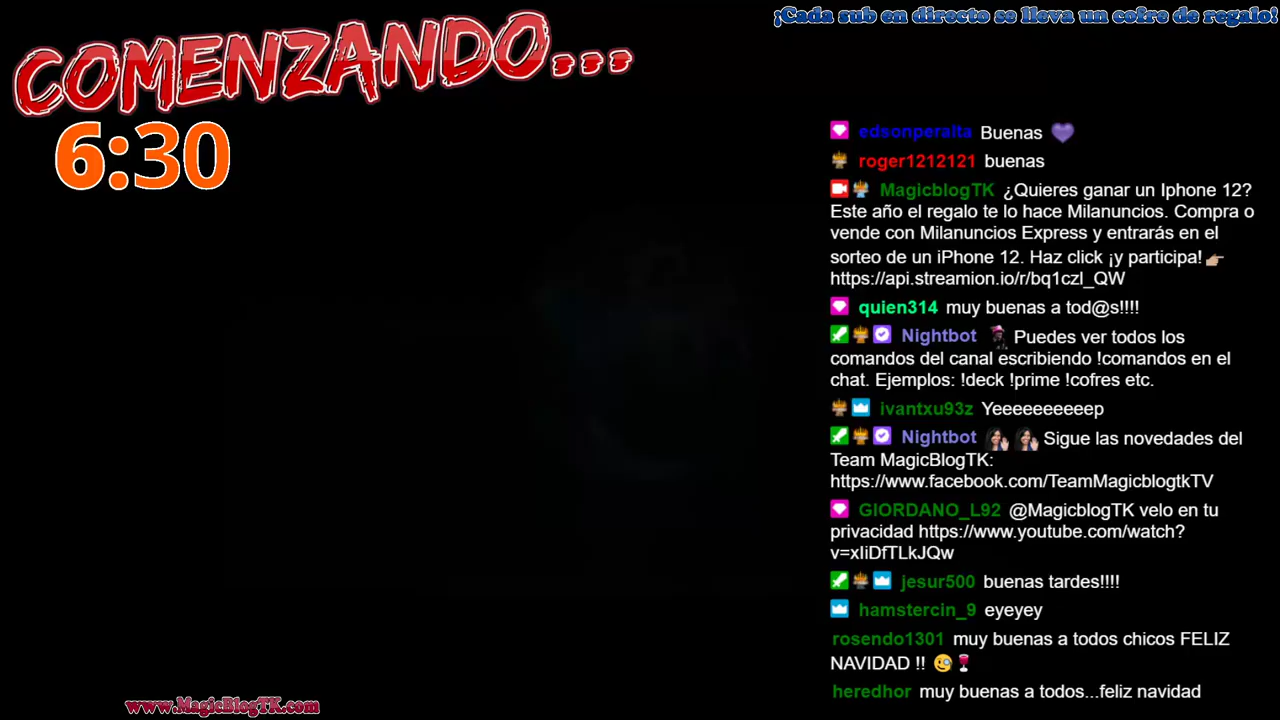 ¡Cada sub en directo se lleva un cofre de regalo!
COMENZANDO...
6:30
edsonperalta Buenas
roger1212121 buenas
MagicblogTK ¿Quieres ganar un Iphone 12?
Este año el regalo te lo hace Milanuncios. Compra o
vende con Milanuncios Express y entrarás en el
sorteo de un iPhone 12. Haz click ¡y participa!
https://api.streamion.io/r/bq1czl_QW
quien314 muy buenas a tod@s!!!!
Nightbot Puedes ver todos los
comandos del canal escribiendo !comandos en el
chat. Ejemplos: !deck !prime !cofres etc.
ivantxu93z Yeeeeeeeeep
Nightbot Sigue las novedades del
Team MagicBlogTK:
https://www.facebook.com/TeamMagicblogtkTV
GIORDANO_L92 @MagicblogTK velo en tu
privacidad https://www.youtube.com/watch?
v=xIiDfTLkJQw
jesur500 buenas tardes!!!!
hamstercin_9 eyeyey
rosendo1301 muy buenas a todos chicos FELIZ
NAVIDAD !!
heredhor muy buenas a todos...feliz navidad
www.MagicBlogTK.com